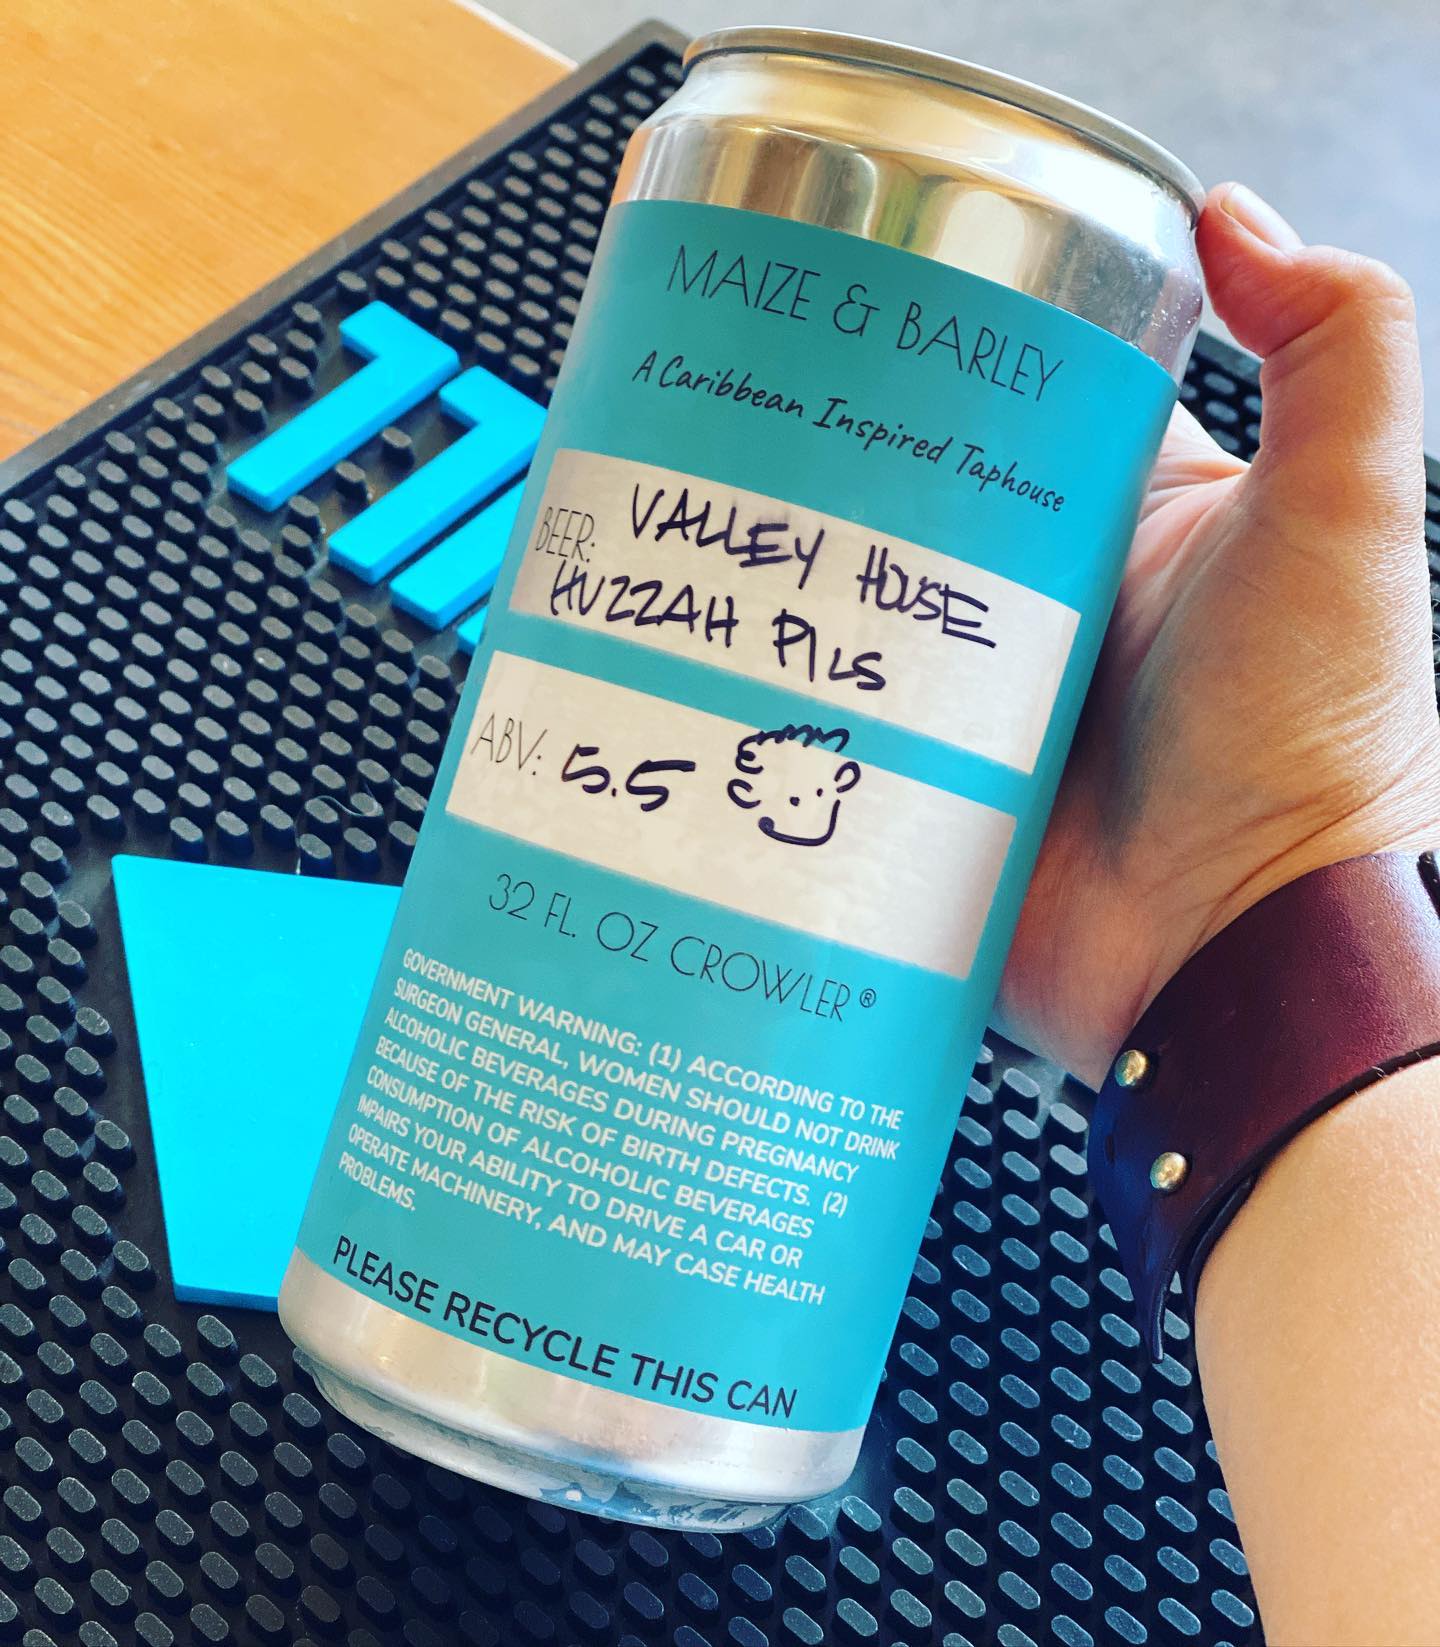 MAIZE & BARLEY
A Caribbean Inspired Taphouse
BEER: VALLEY HOUSE
HUZZAH PILS
ABV: 5.5
32 FL. OZ CROWLER®
GOVERNMENT WARNING: (1) ACCORDING TO THE
SURGEON GENERAL, WOMEN SHOULD NOT DRINK
ALCOHOLIC BEVERAGES DURING PREGNANCY
BECAUSE OF THE RISK OF BIRTH DEFECTS. (2)
CONSUMPTION OF ALCOHOLIC BEVERAGES
IMPAIRS YOUR ABILITY TO DRIVE A CAR OR
OPERATE MACHINERY, AND MAY CASE HEALTH
PROBLEMS.
PLEASE RECYCLE THIS CAN